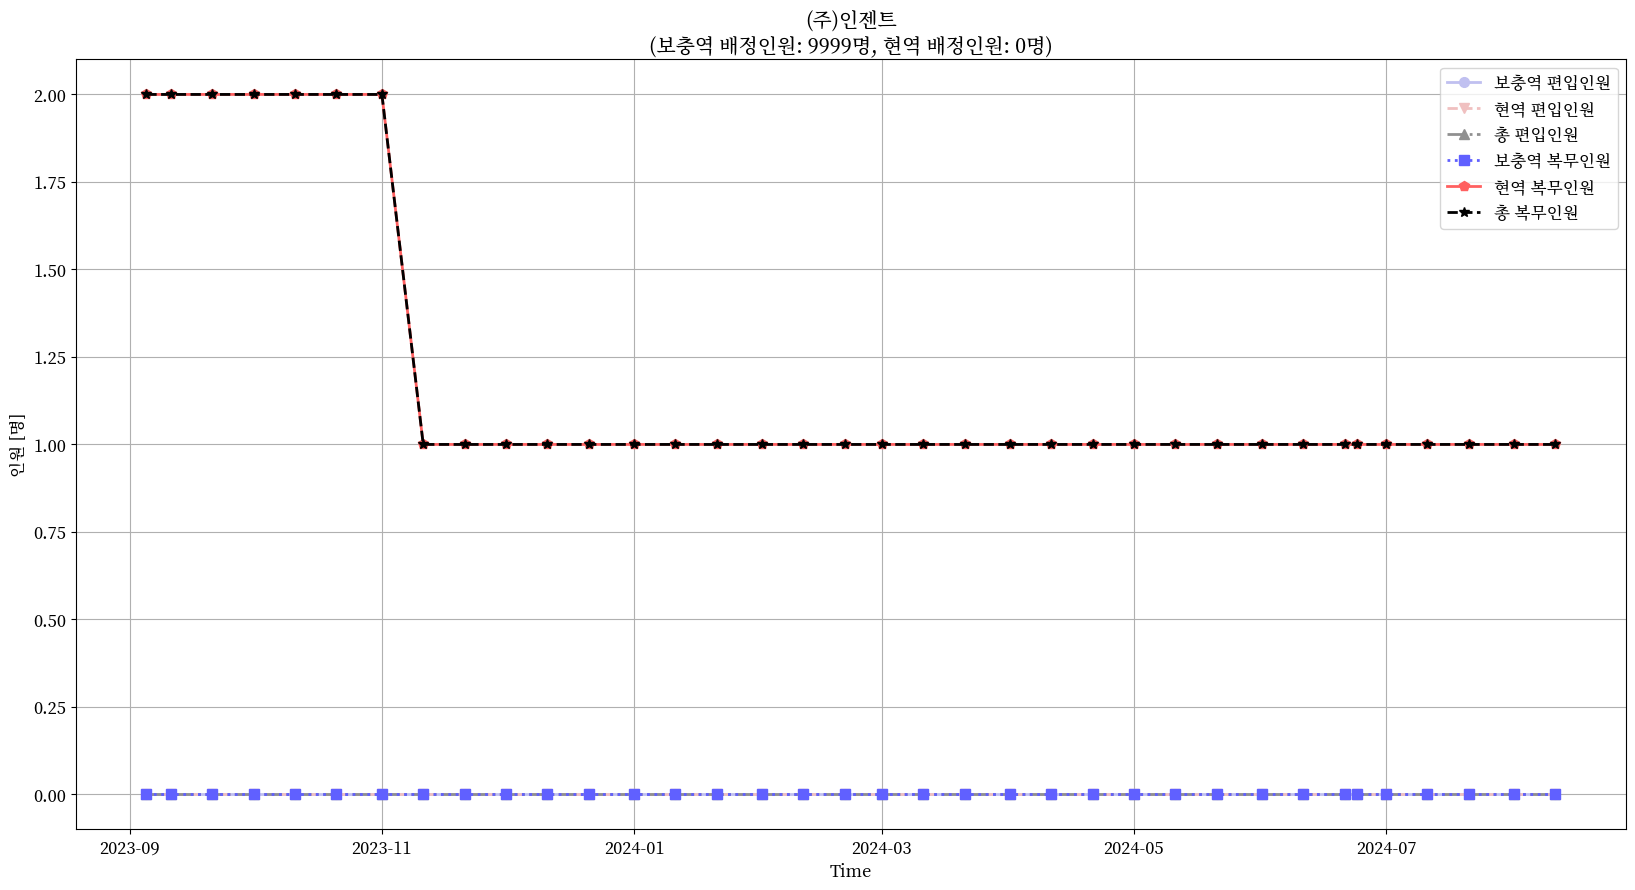 (주)인젠트
(보충역 배정인원: 9999명, 현역 배정인원: 0명)
보충역 편입인원
현역 편입인원
총 편입인원
보충역 복무인원
현역 복무인원
총 복무인원
인원 [명]
2.00
1.75
1.50
1.25
1.00
0.75
0.50
0.25
0.00
2023-09 2023-11 2024-01 2024-03 2024-05 2024-07
Time